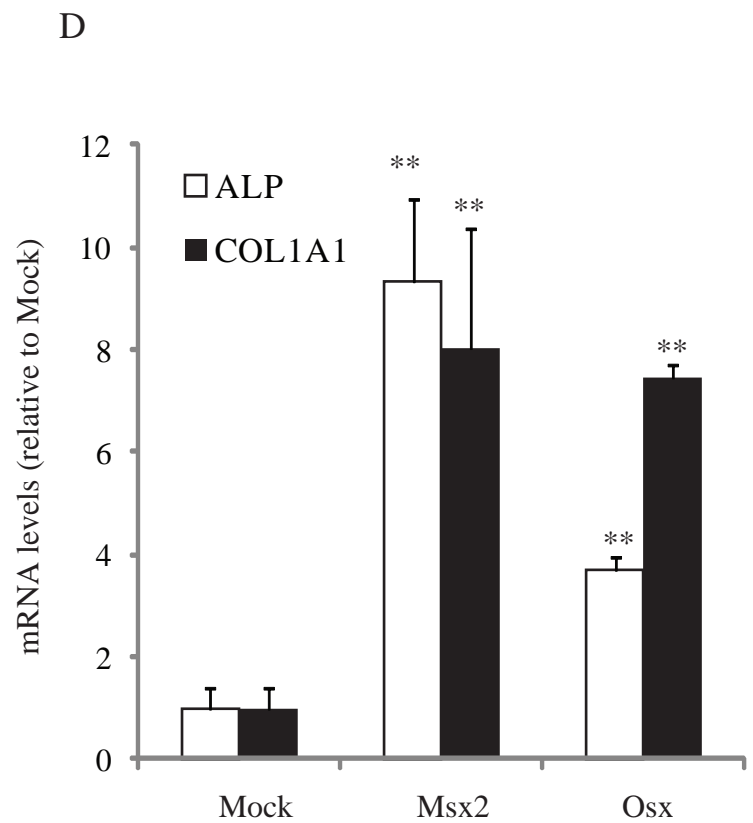 D
mRNA levels (relative to Mock)
12
10
8
6
4
2
0
ALP
COL1A1
**
**
**
**
Mock Msx2 Osx